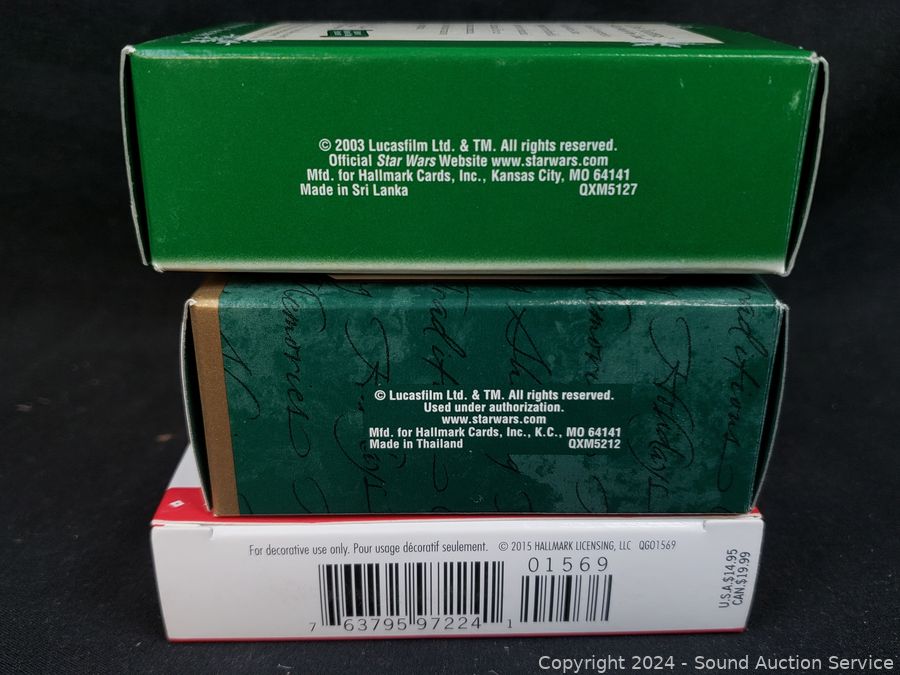 © 2003 Lucasfilm Ltd. & TM. All rights reserved.
Official Star Wars Website www.starwars.com
Mfd. for Hallmark Cards, Inc., Kansas City, MO 64141
Made in Sri Lanka QXM5127
© Lucasfilm Ltd. & TM. All rights reserved.
Used under authorization.
www.starwars.com
Mfd. for Hallmark Cards, Inc., K.C., MO 64141
Made in Thailand QXM5212
For decorative use only. Pour usage décoratif seulement. © 2015 HALLMARK LICENSING, LLC QGO1569
01569
7 63795 97224 1
U.S.A. $14.95
CAN. $19.99
Copyright 2024 - Sound Auction Service